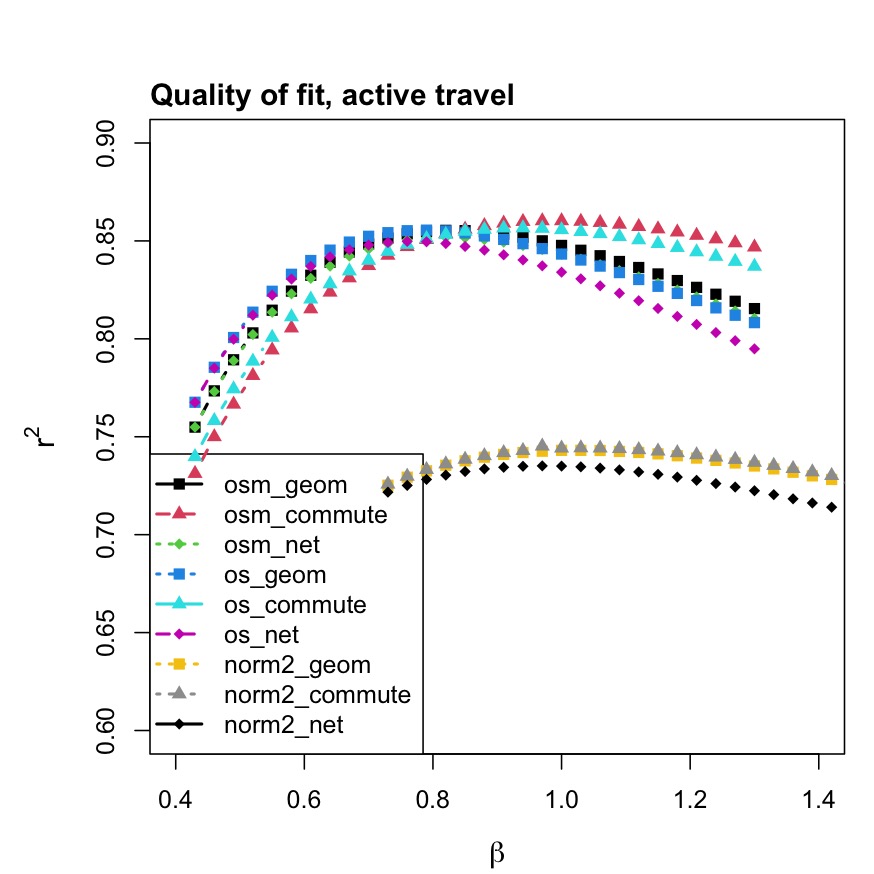 Quality of fit, active travel
0.90
0.85
0.80
0.75
0.70
0.65
0.60
r²
osm_geom
osm_commute
osm_net
os_geom
os_commute
os_net
norm2_geom
norm2_commute
norm2_net
0.4 0.6 0.8 1.0 1.2 1.4
β